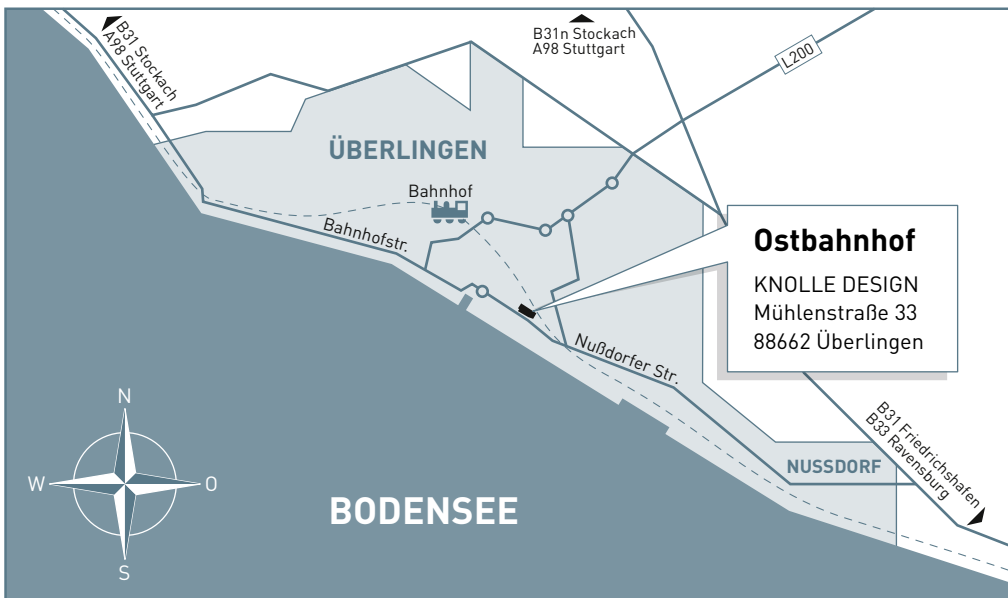 B31 Stockach
A98 Stuttgart
B31n Stockach
A98 Stuttgart
L200
ÜBERLINGEN
Bahnhof
Bahnhofstr.
Ostbahnhof
KNOLLE DESIGN
Mühlenstraße 33
88662 Überlingen
Nußdorfer Str.
B31 Friedrichshafen
B33 Ravensburg
NUSSDORF
N
W
O
S
BODENSEE